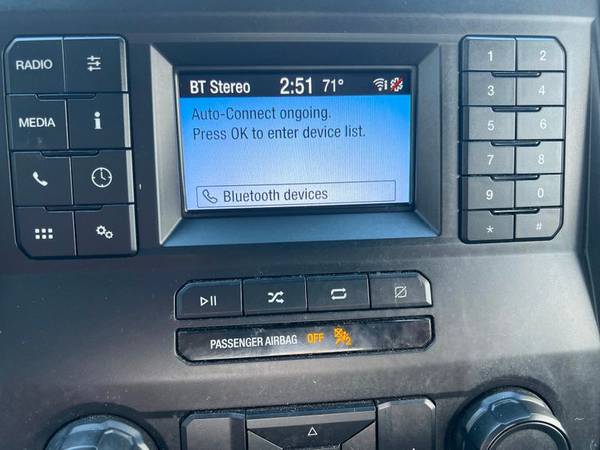 RADIO
MEDIA
BT Stereo 2:51 71°
Auto-Connect ongoing.
Press OK to enter device list.
Bluetooth devices
1 2
3 4
5 6
7 8
9 0
* #
PASSENGER AIRBAG OFF